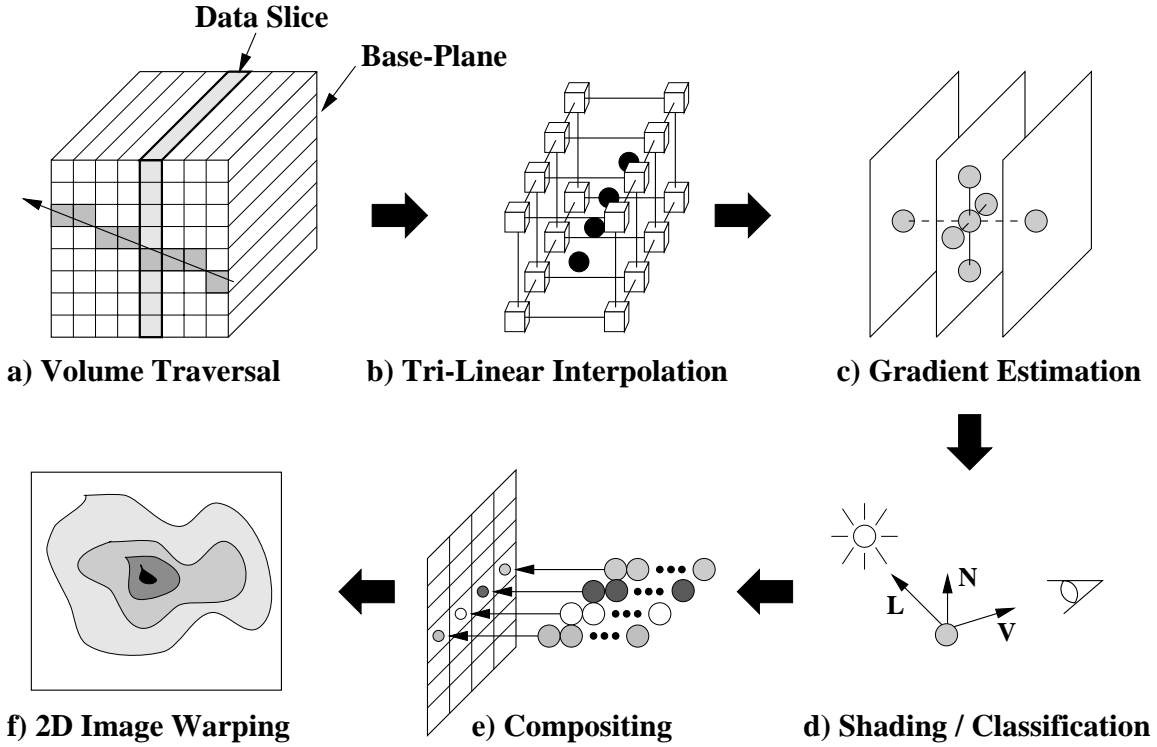 Data Slice
Base-Plane
a) Volume Traversal
b) Tri-Linear Interpolation
c) Gradient Estimation
N
L
V
f) 2D Image Warping
e) Compositing
d) Shading / Classification